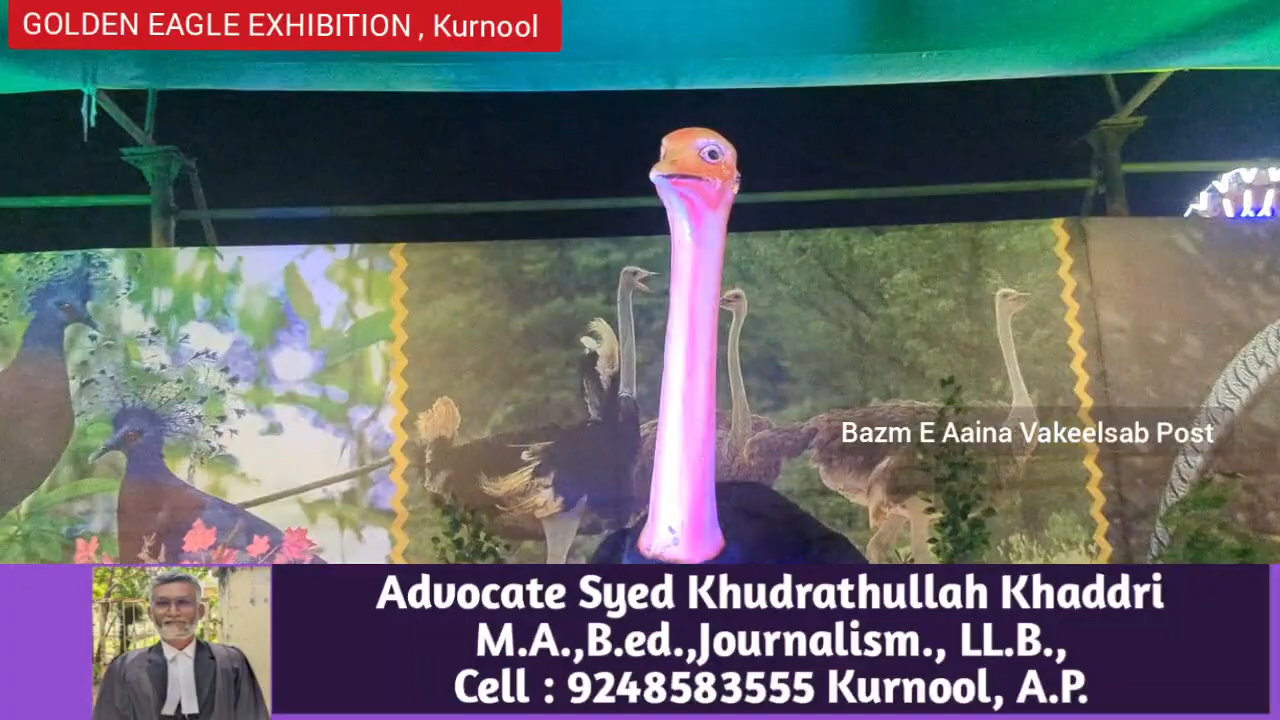 GOLDEN EAGLE EXHIBITION , Kurnool
Bazm E Aaina Vakeelsab Post
Advocate Syed Khudrathullah Khaddri
M.A.,B.ed.,Journalism., LL.B.,
Cell : 9248583555 Kurnool, A.P.